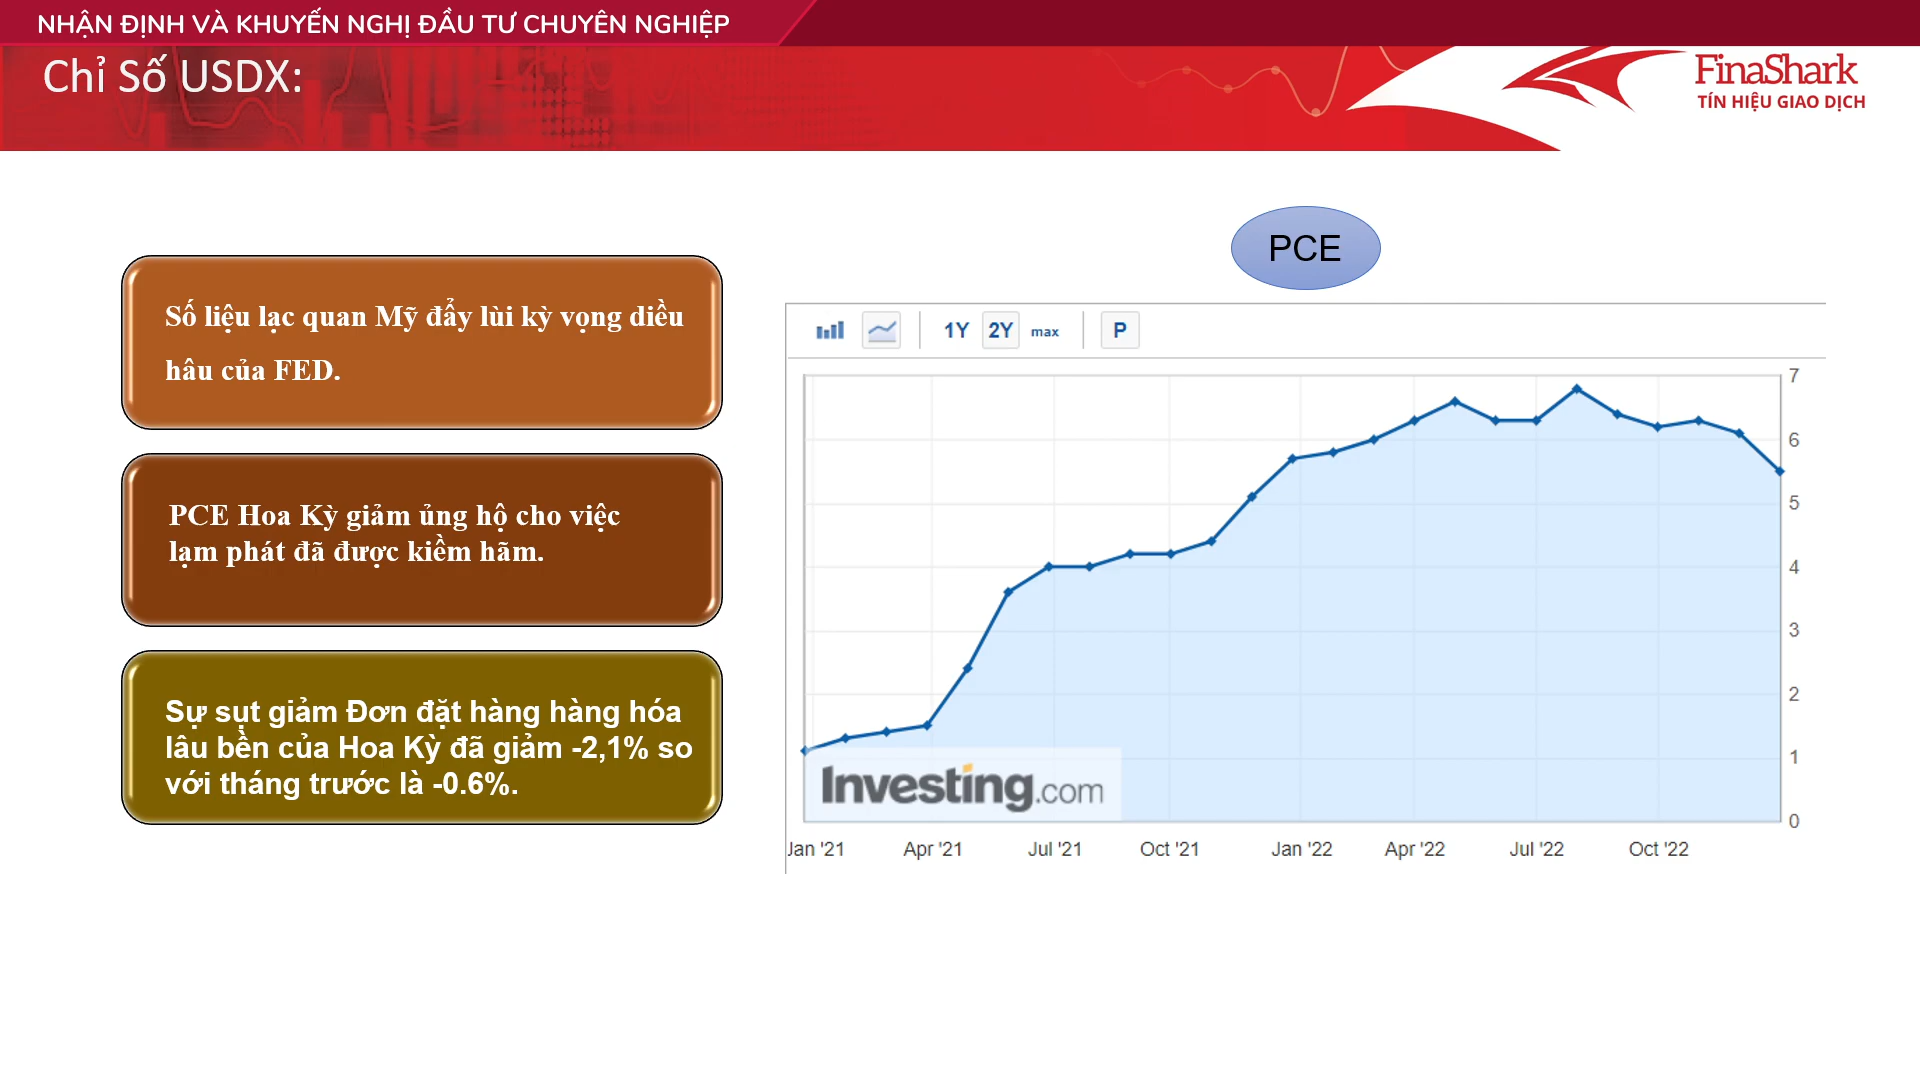 NHẬN ĐỊNH VÀ KHUYẾN NGHỊ ĐẦU TƯ CHUYÊN NGHIỆP
Chỉ Số USDX:
FinaShark
TÍN HIỆU GIAO DỊCH
Số liệu lạc quan Mỹ đẩy lùi kỳ vọng diều
hâu của FED.
PCE Hoa Kỳ giảm ủng hộ cho việc
lạm phát đã được kiềm hãm.
Sự sụt giảm Đơn đặt hàng hàng hóa
lâu bền của Hoa Kỳ đã giảm -2,1% so
với tháng trước là -0.6%.
PCE
1Y 2Y max P
7
6
5
4
3
2
1
0
Investing.com
Jan '21 Apr '21 Jul '21 Oct '21 Jan '22 Apr '22 Jul '22 Oct '22